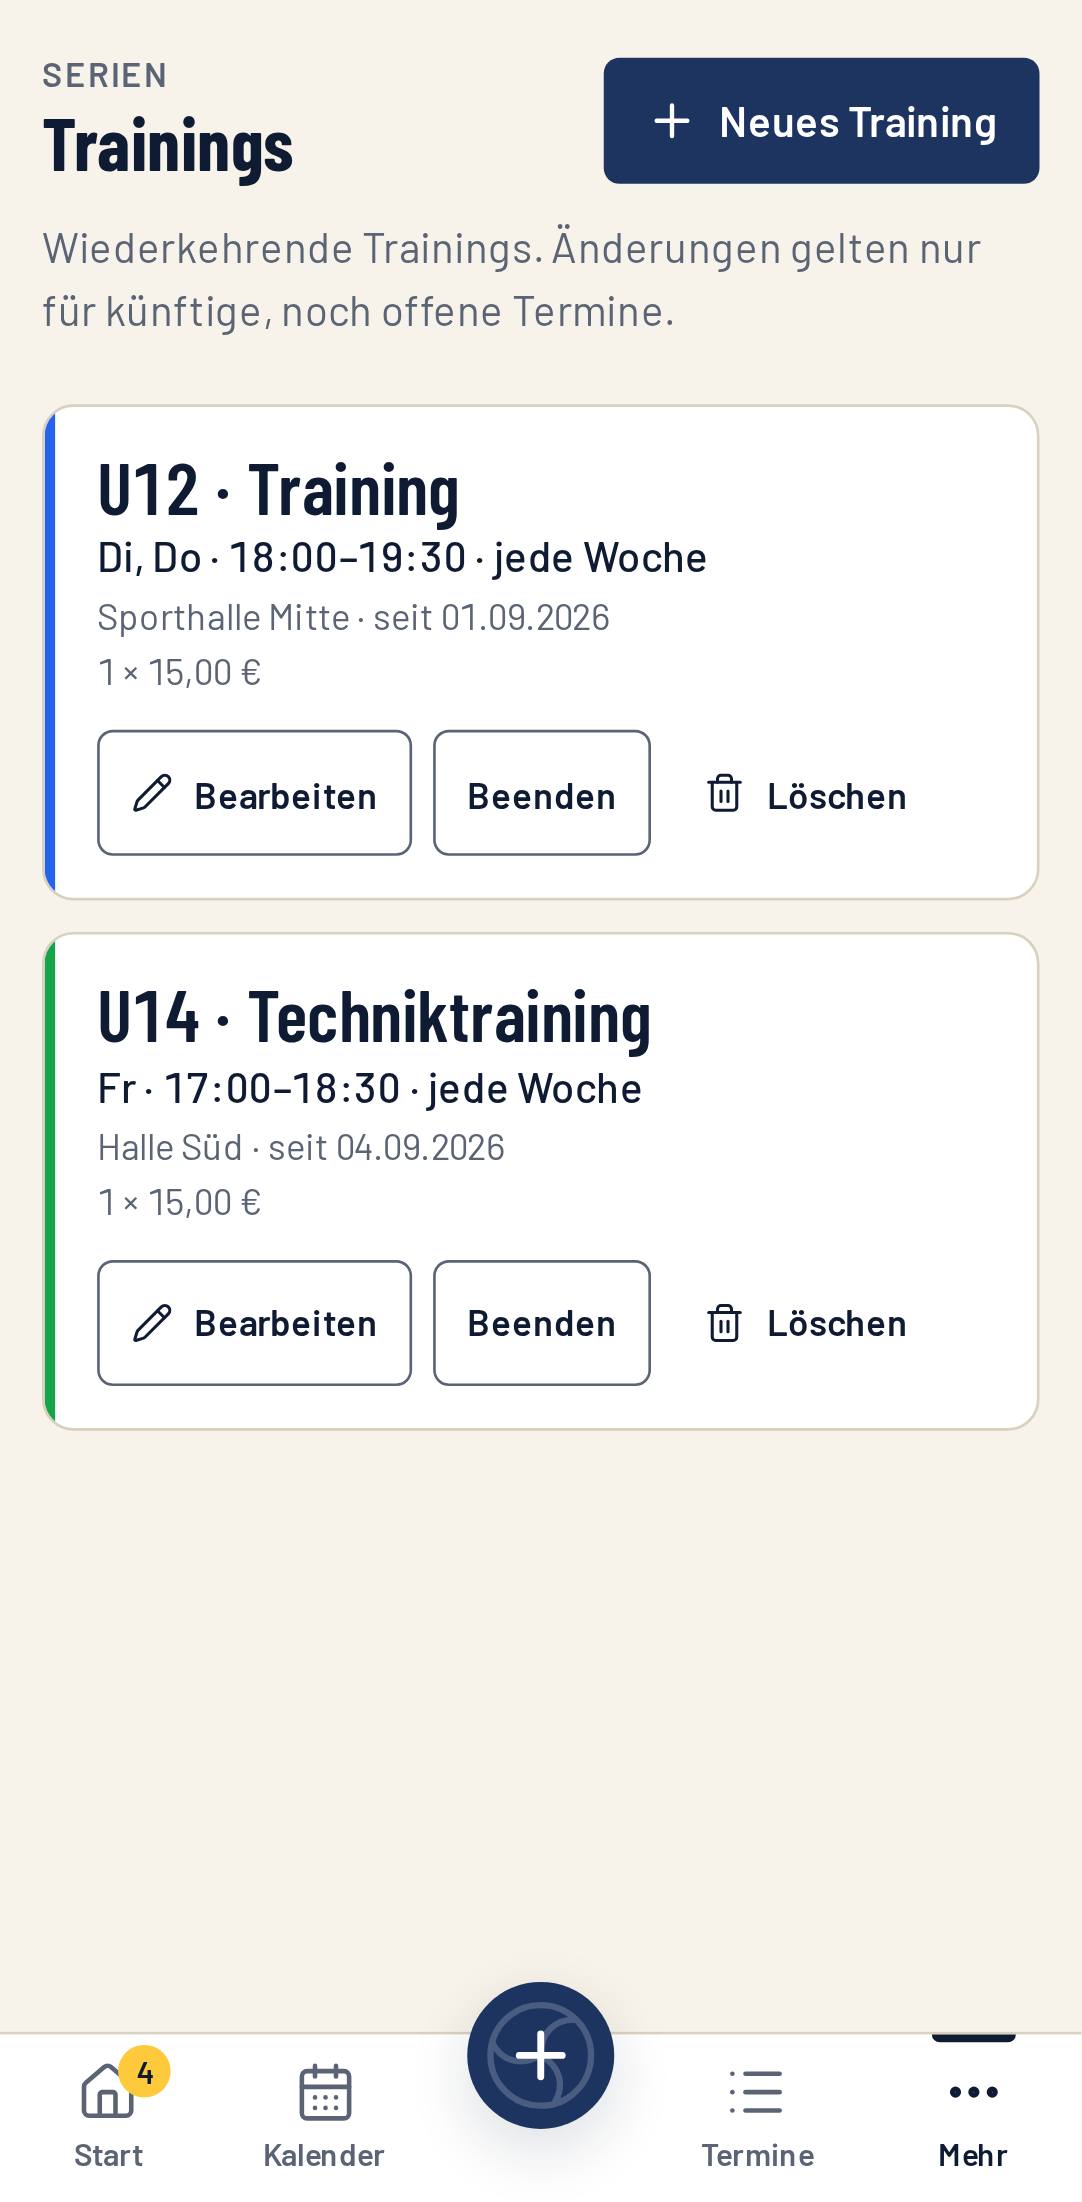 SERIEN
Trainings
Neues Training
Wiederkehrende Trainings. Änderungen gelten nur
für künftige, noch offene Termine.
U12 · Training
Di, Do · 18:00–19:30 · jede Woche
Sporthalle Mitte · seit 01.09.2026
1 × 15,00 €
Bearbeiten
Beenden
Löschen
U14 · Techniktraining
Fr · 17:00–18:30 · jede Woche
Halle Süd · seit 04.09.2026
1 × 15,00 €
Bearbeiten
Beenden
Löschen
4
Start
Kalender
Termine
Mehr